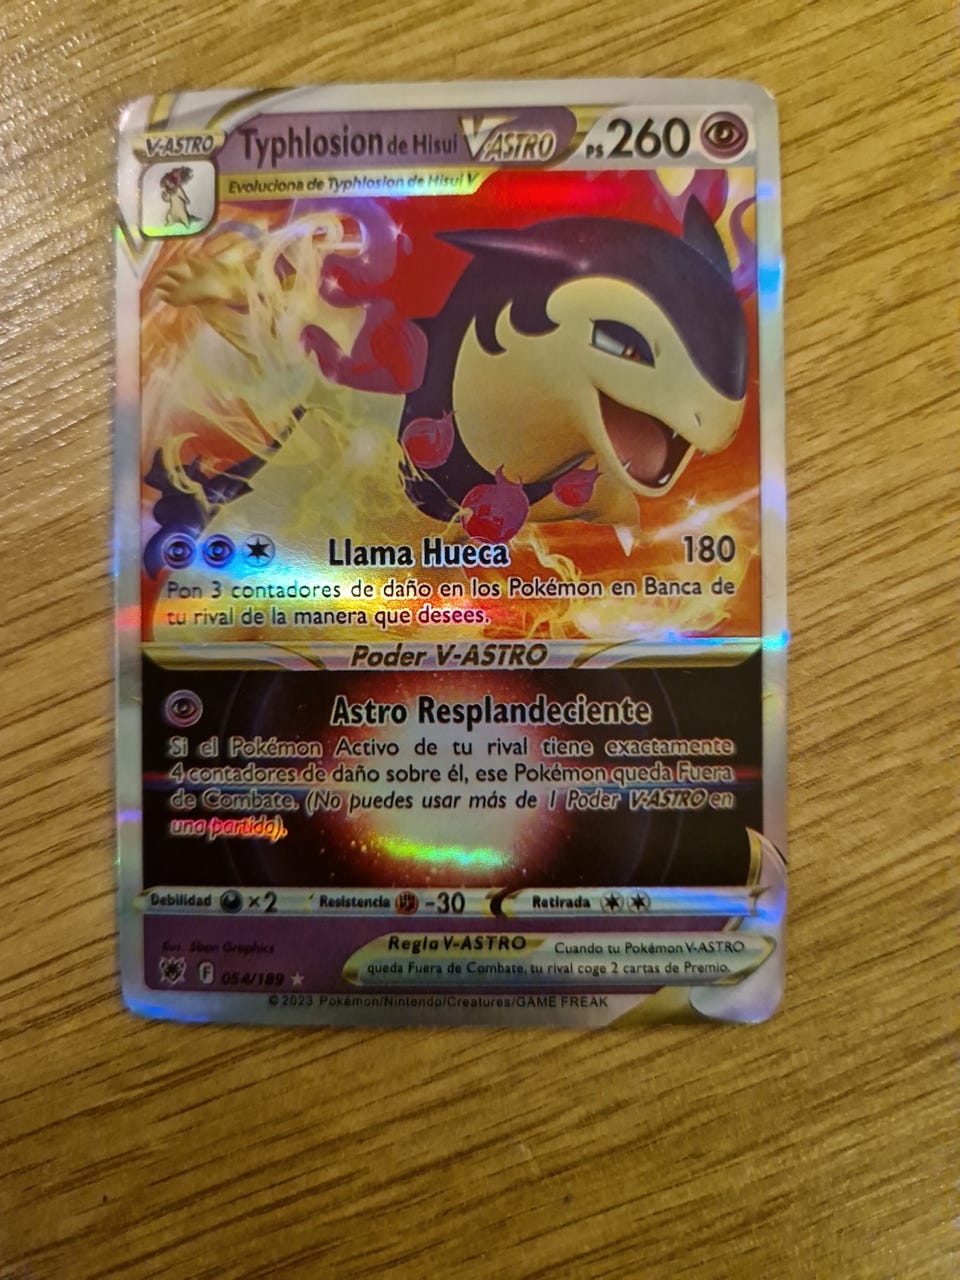 V-ASTRO
Typhlosion de Hisui V-ASTRO PS 260
Evoluciona de Typhlosion de Hisui V
Llama Hueca 180
Pon 3 contadores de daño en los Pokémon en Banca de
tu rival de la manera que desees.
Poder V-ASTRO
Astro Resplandeciente
Si el Pokémon Activo de tu rival tiene exactamente
4 contadores de daño sobre él, ese Pokémon queda Fuera
de Combate. (No puedes usar más de 1 Poder V-ASTRO en
una partida).
Debilidad ×2 Resistencia -30 Retirada
Ilus. 5ban Graphics
Regla V-ASTRO Cuando tu Pokémon V-ASTRO
queda Fuera de Combate, tu rival coge 2 cartas de Premio.
F 054/189
© 2023 Pokémon/Nintendo/Creatures/GAME FREAK